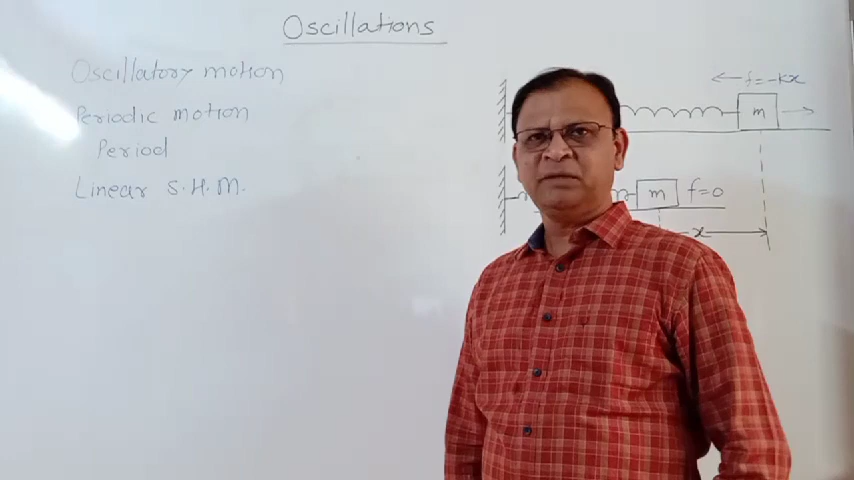 Oscillations
Oscillatory motion
Periodic motion
Period
Linear S.H.M.
f=-kx
m
m f=0
x